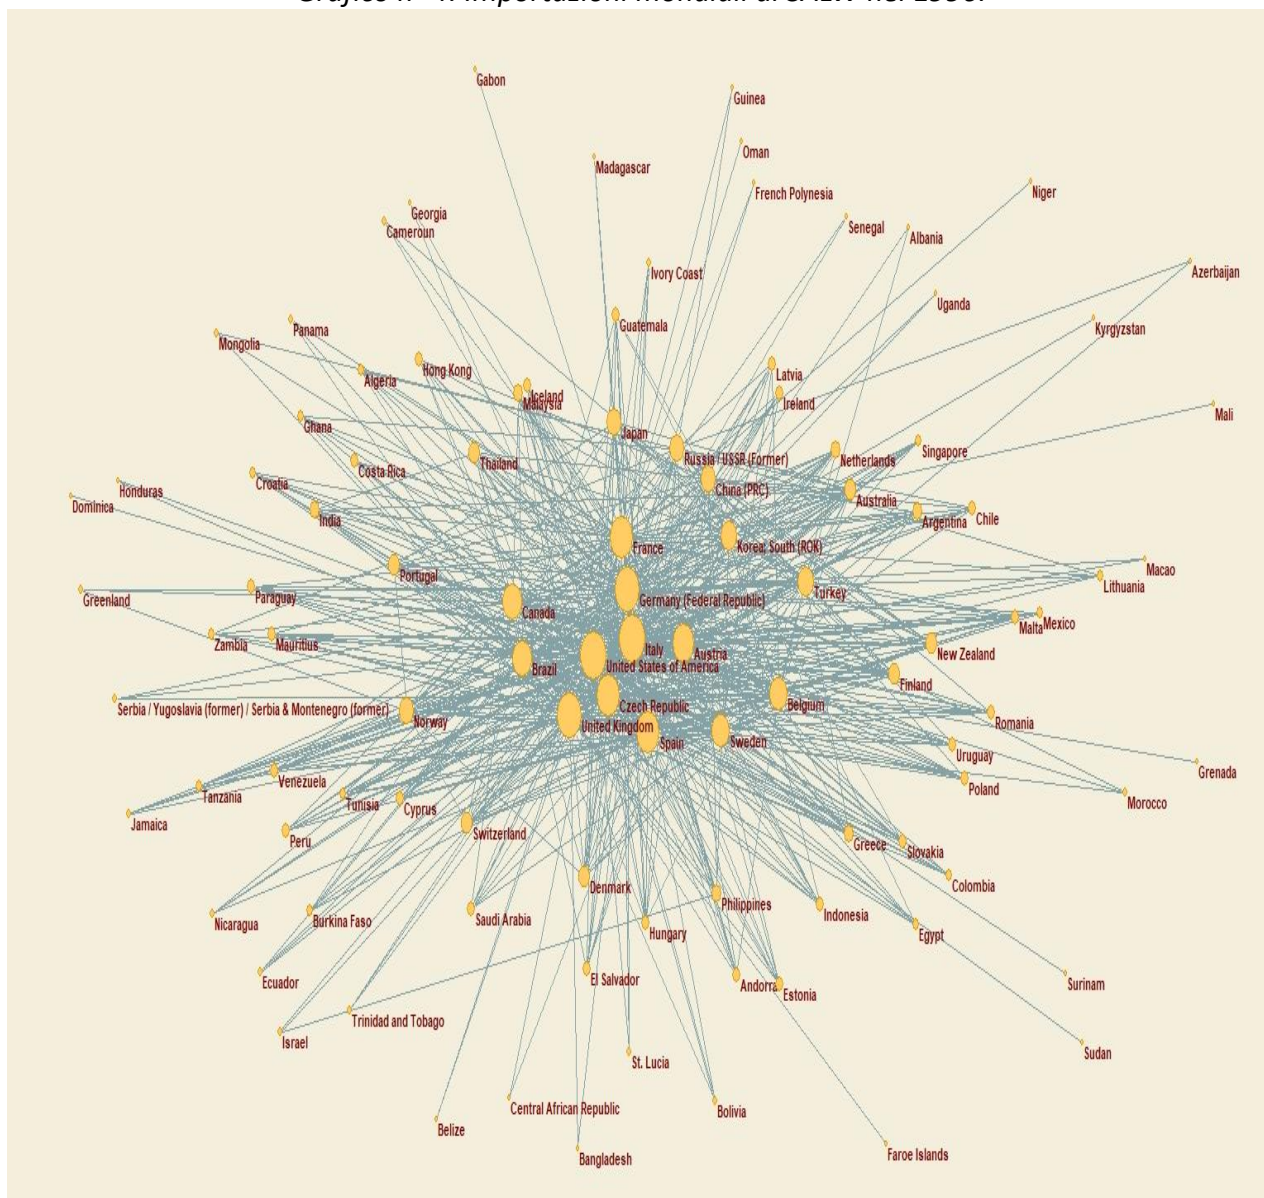 Gabon
Guinea
Oman
Madagascar
French Polynesia
Niger
Georgia
Senegal
Cameroun
Albania
Ivory Coast
Azerbaijan
Uganda
Guatemala
Panama
Kyrgyzstan
Mongolia
Hong Kong
Latvia
Algeria
Iceland
Malaysia
Ireland
Mali
Ghana
Japan
Singapore
Russia / USSR (Former)
Netherlands
Thailand
Costa Rica
Croatia
China (PRC)
Honduras
Australia
Dominica
India
Argentina
Chile
France
Korea; South (ROK)
Macao
Portugal
Lithuania
Turkey
Greenland
Paraguay
Germany (Federal Republic)
Canada
Mexico
Malta
Zambia
Mauritius
Italy
Austria
New Zealand
United States of America
Brazil
Finland
Serbia / Yugoslavia (former) / Serbia & Montenegro (former)
Czech Republic
Belgium
Norway
Romania
United Kingdom
Spain
Sweden
Uruguay
Grenada
Venezuela
Poland
Tanzania
Tunisia
Cyprus
Morocco
Jamaica
Switzerland
Peru
Greece
Slovakia
Denmark
Colombia
Philippines
Indonesia
Saudi Arabia
Burkina Faso
Nicaragua
Hungary
Egypt
El Salvador
Ecuador
Andorra
Estonia
Surinam
Trinidad and Tobago
Israel
Sudan
St. Lucia
Central African Republic
Bolivia
Belize
Faroe Islands
Bangladesh